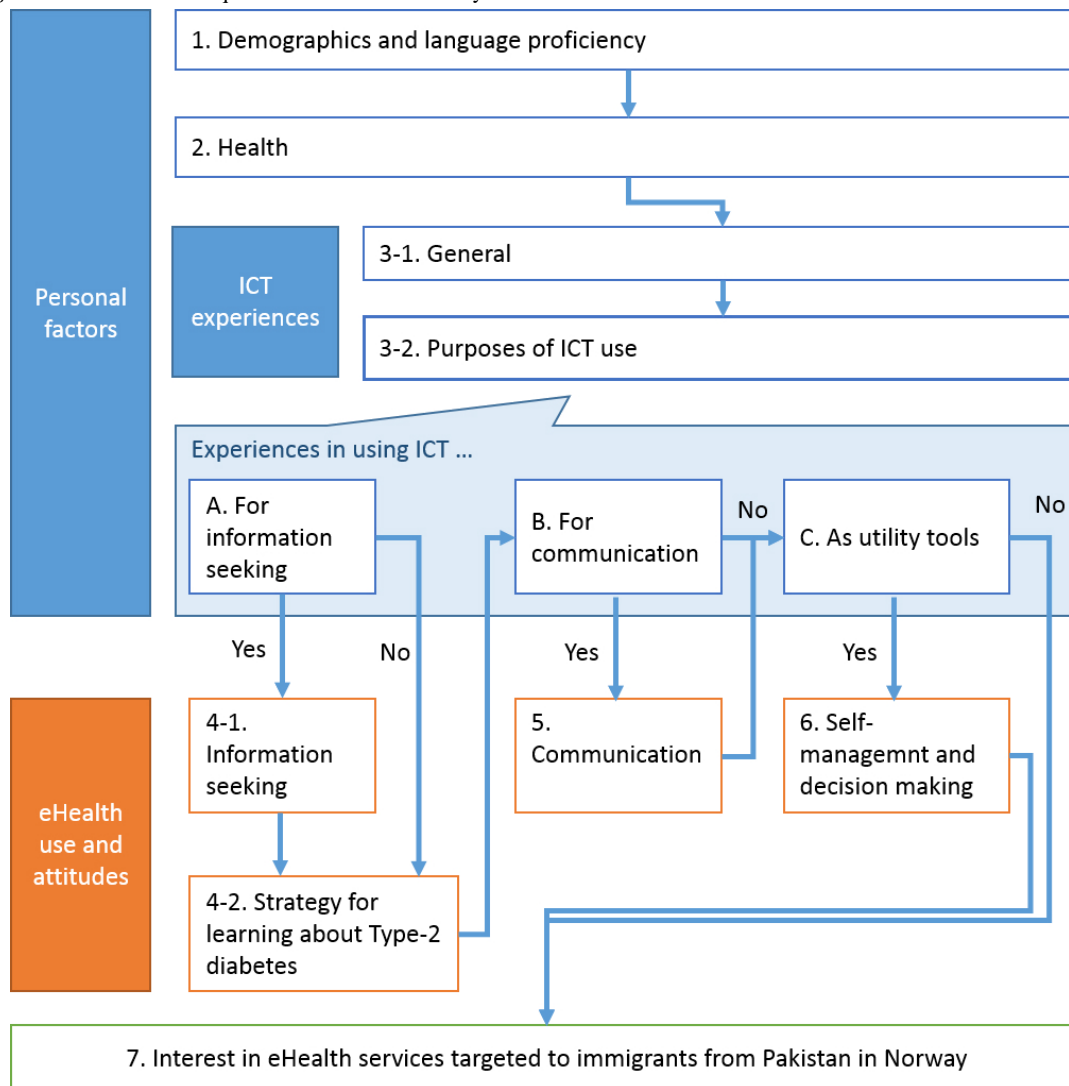 1. Demographics and language proficiency
2. Health
Personal
factors
ICT
experiences
3-1. General
3-2. Purposes of ICT use
Experiences in using ICT ...
A. For
information
seeking
B. For
communication
No
C. As utility tools
No
Yes
No
Yes
Yes
eHealth
use and
attitudes
4-1.
Information
seeking
5.
Communication
6. Self-
managemnt and
decision making
4-2. Strategy for
learning about Type-2
diabetes
7. Interest in eHealth services targeted to immigrants from Pakistan in Norway